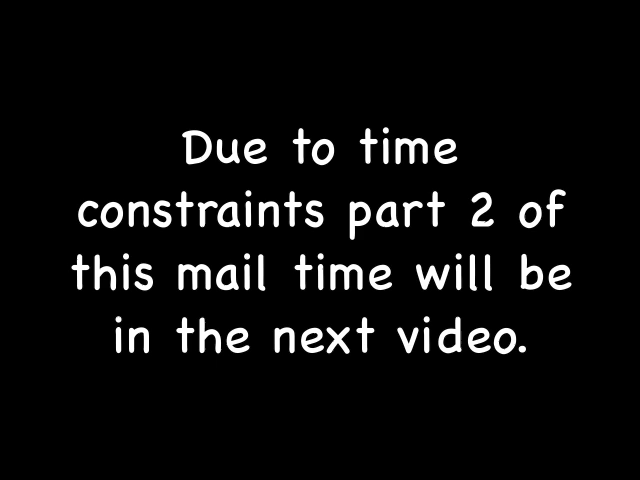 Due to time
constraints part 2 of
this mail time will be
in the next video.